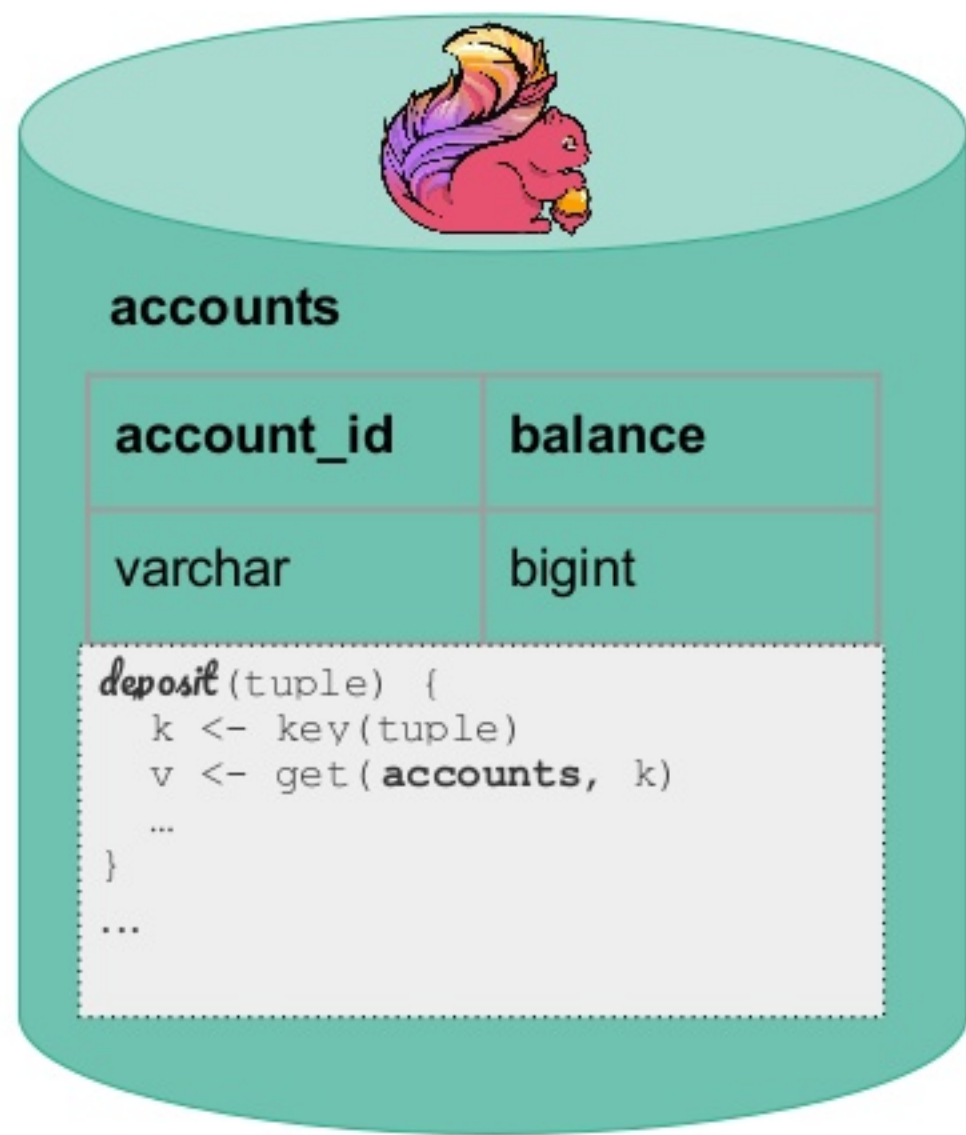 accounts
account_id balance
varchar bigint
deposit(tuple) {
k <- key(tuple)
v <- get(accounts, k)
…
}
...